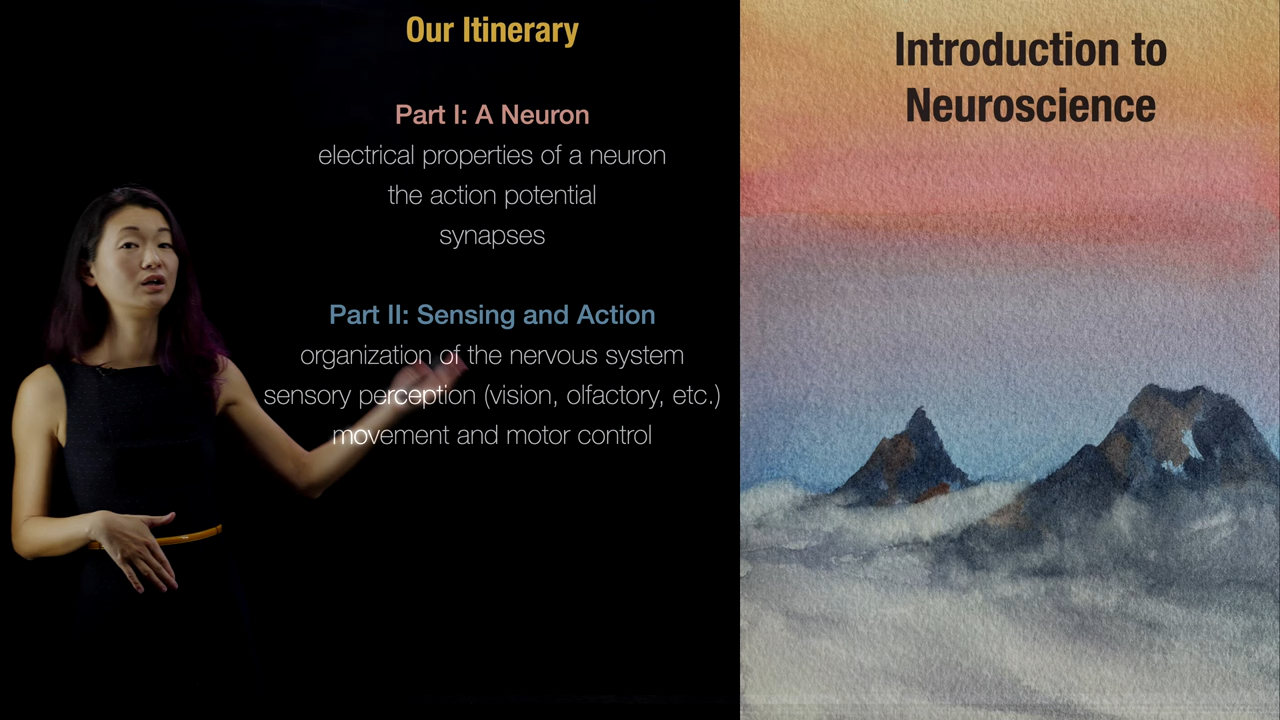 Our Itinerary
Part I: A Neuron
electrical properties of a neuron
the action potential
synapses
Part II: Sensing and Action
organization of the nervous system
sensory perception (vision, olfactory, etc.)
movement and motor control
Introduction to
Neuroscience